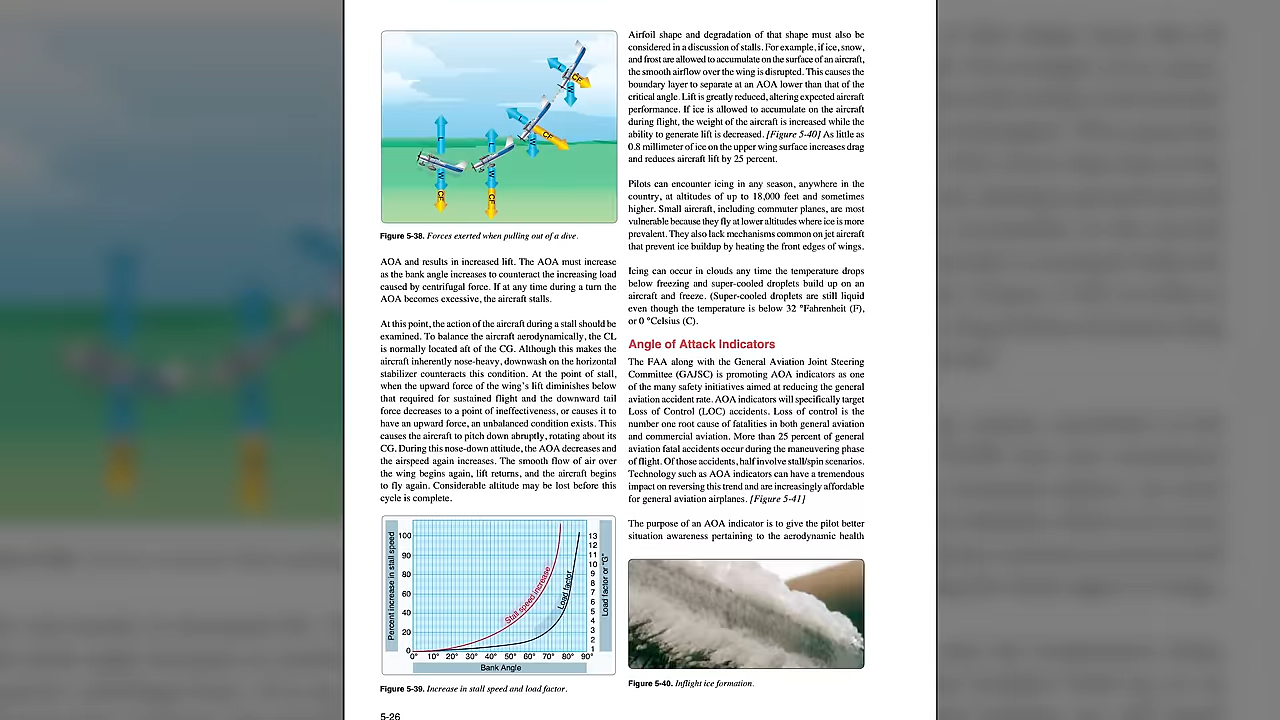 CF
W
CF
W
W
CF
W
CF
Figure 5-38. Forces exerted when pulling out of a dive.
AOA and results in increased lift. The AOA must increase
as the bank angle increases to counteract the increasing load
caused by centrifugal force. If at any time during a turn the
AOA becomes excessive, the aircraft stalls.
At this point, the action of the aircraft during a stall should be
examined. To balance the aircraft aerodynamically, the CL
is normally located aft of the CG. Although this makes the
aircraft inherently nose-heavy, downwash on the horizontal
stabilizer counteracts this condition. At the point of stall,
when the upward force of the wing's lift diminishes below
that required for sustained flight and the downward tail
force decreases to a point of ineffectiveness, or causes it to
have an upward force, an unbalanced condition exists. This
causes the aircraft to pitch down abruptly, rotating about its
CG. During this nose-down attitude, the AOA decreases and
the airspeed again increases. The smooth flow of air over
the wing begins again, lift returns, and the aircraft begins
to fly again. Considerable altitude may be lost before this
cycle is complete.
Percent increase in stall speed
100
90
80
60
40
20
0
Stall speed increase
Load factor
13
12
11
10
9
8
7
6
5
4
3
2
1
Load factor or "G"
0° 10° 20° 30° 40° 50° 60° 70° 80° 90°
Bank Angle
Figure 5-39. Increase in stall speed and load factor.
5-26
Airfoil shape and degradation of that shape must also be
considered in a discussion of stalls. For example, if ice, snow,
and frost are allowed to accumulate on the surface of an aircraft,
the smooth airflow over the wing is disrupted. This causes the
boundary layer to separate at an AOA lower than that of the
critical angle. Lift is greatly reduced, altering expected aircraft
performance. If ice is allowed to accumulate on the aircraft
during flight, the weight of the aircraft is increased while the
ability to generate lift is decreased. [Figure 5-40] As little as
0.8 millimeter of ice on the upper wing surface increases drag
and reduces aircraft lift by 25 percent.
Pilots can encounter icing in any season, anywhere in the
country, at altitudes of up to 18,000 feet and sometimes
higher. Small aircraft, including commuter planes, are most
vulnerable because they fly at lower altitudes where ice is more
prevalent. They also lack mechanisms common on jet aircraft
that prevent ice buildup by heating the front edges of wings.
Icing can occur in clouds any time the temperature drops
below freezing and super-cooled droplets build up on an
aircraft and freeze. (Super-cooled droplets are still liquid
even though the temperature is below 32 °Fahrenheit (F),
or 0 °Celsius (C).
Angle of Attack Indicators
The FAA along with the General Aviation Joint Steering
Committee (GAJSC) is promoting AOA indicators as one
of the many safety initiatives aimed at reducing the general
aviation accident rate. AOA indicators will specifically target
Loss of Control (LOC) accidents. Loss of control is the
number one root cause of fatalities in both general aviation
and commercial aviation. More than 25 percent of general
aviation fatal accidents occur during the maneuvering phase
of flight. Of those accidents, half involve stall/spin scenarios.
Technology such as AOA indicators can have a tremendous
impact on reversing this trend and are increasingly affordable
for general aviation airplanes. [Figure 5-41]
The purpose of an AOA indicator is to give the pilot better
situation awareness pertaining to the aerodynamic health
Figure 5-40. Inflight ice formation.